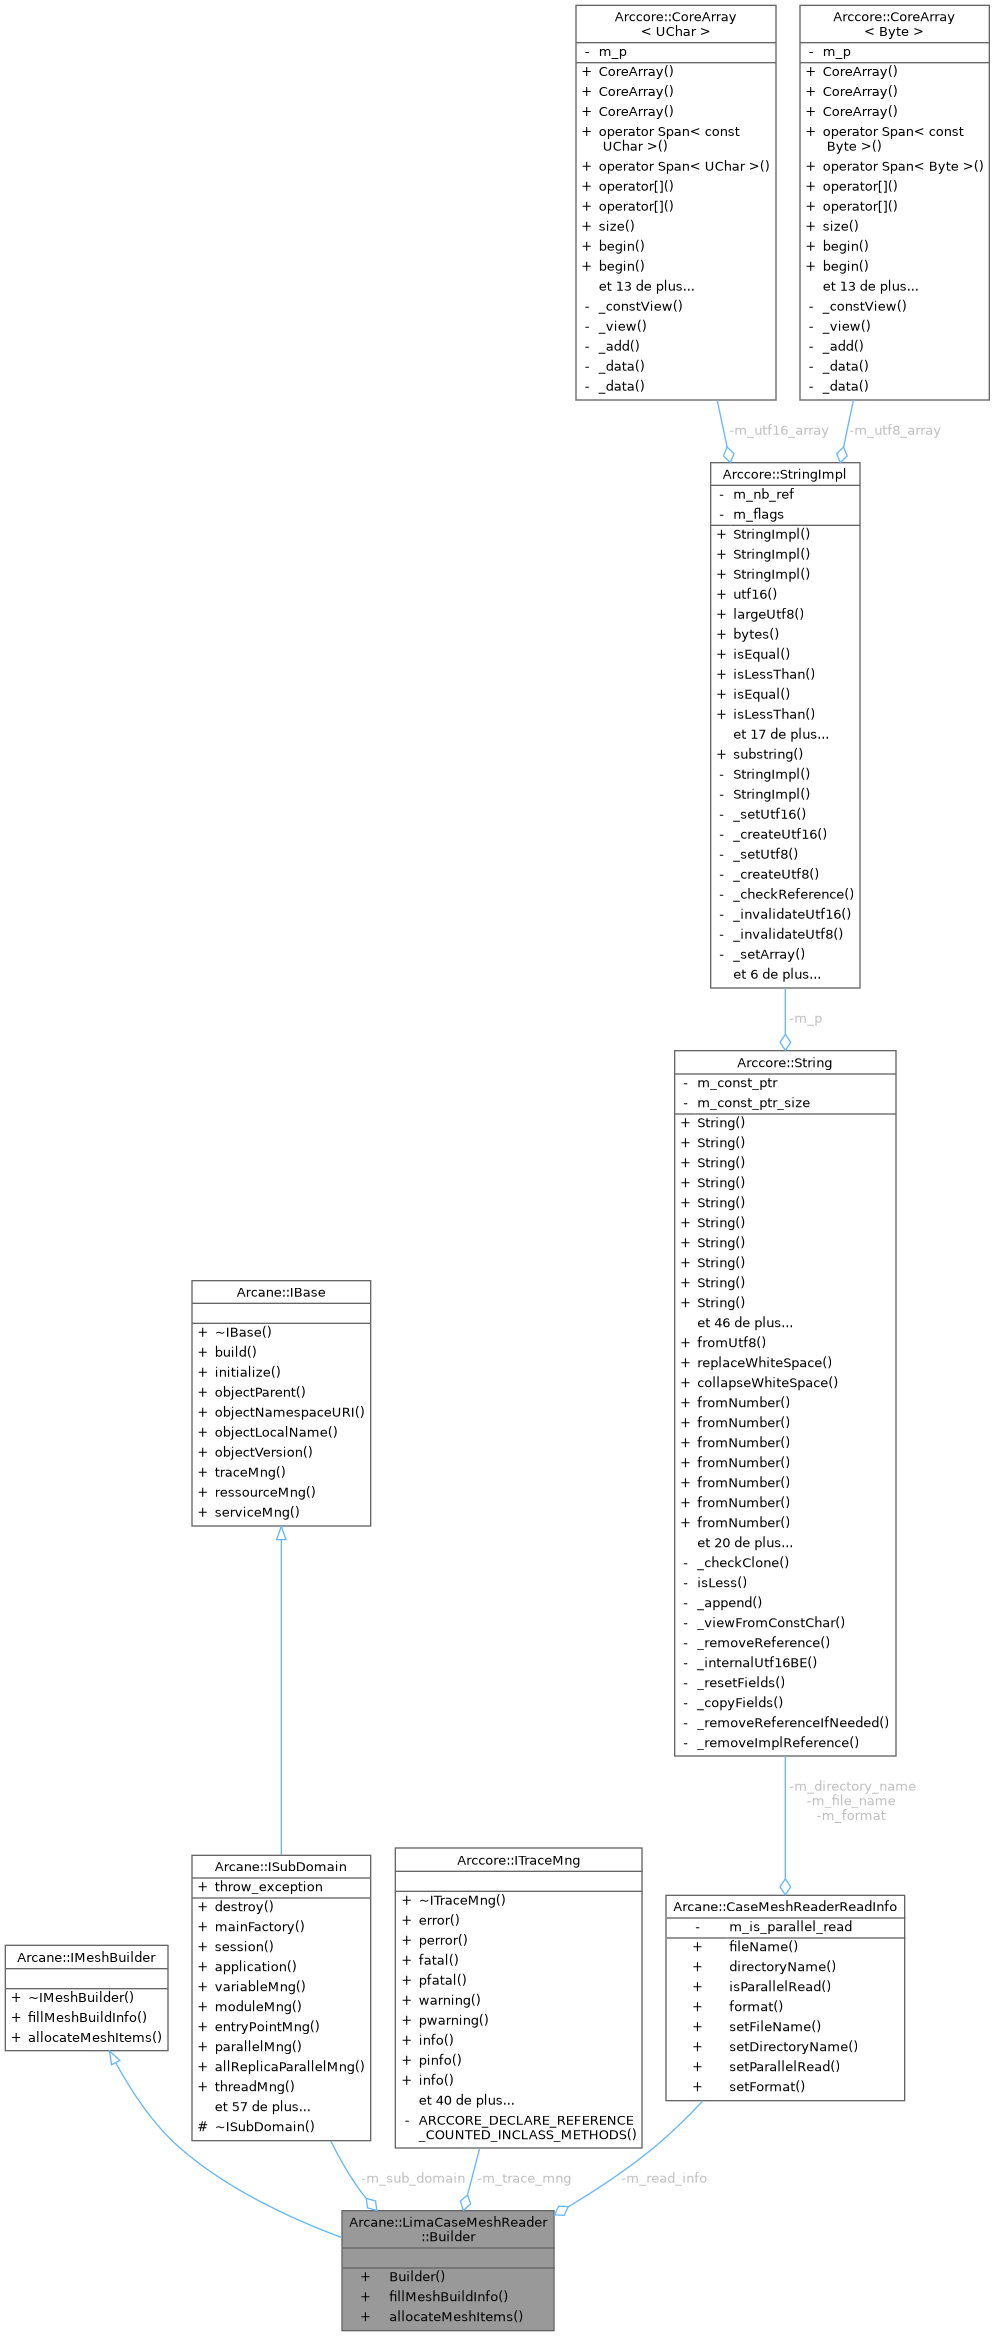 Arccore::CoreArray
< UChar >
- m_p
+ CoreArray()
+ CoreArray()
+ CoreArray()
+ operator Span< const
UChar >()
+ operator Span< UChar >()
+ operator[]()
+ operator[]()
+ size()
+ begin()
+ begin()
et 13 de plus...
- _constView()
- _view()
- _add()
- _data()
- _data()
Arccore::CoreArray
< Byte >
- m_p
+ CoreArray()
+ CoreArray()
+ CoreArray()
+ operator Span< const
Byte >()
+ operator Span< Byte >()
+ operator[]()
+ operator[]()
+ size()
+ begin()
+ begin()
et 13 de plus...
- _constView()
- _view()
- _add()
- _data()
- _data()
-m_utf16_array
-m_utf8_array
Arccore::StringImpl
- m_nb_ref
- m_flags
+ StringImpl()
+ StringImpl()
+ StringImpl()
+ utf16()
+ largeUtf8()
+ bytes()
+ isEqual()
+ isLessThan()
+ isEqual()
+ isLessThan()
et 17 de plus...
+ substring()
- StringImpl()
- StringImpl()
- _setUtf16()
- _createUtf16()
- _setUtf8()
- _createUtf8()
- _checkReference()
- _invalidateUtf16()
- _invalidateUtf8()
- _setArray()
et 6 de plus...
-m_p
Arccore::String
- m_const_ptr
- m_const_ptr_size
+ String()
+ String()
+ String()
+ String()
+ String()
+ String()
+ String()
+ String()
+ String()
+ String()
et 46 de plus...
+ fromUtf8()
+ replaceWhiteSpace()
+ collapseWhiteSpace()
+ fromNumber()
+ fromNumber()
+ fromNumber()
+ fromNumber()
+ fromNumber()
+ fromNumber()
+ fromNumber()
et 20 de plus...
- _checkClone()
- isLess()
- _append()
- _viewFromConstChar()
- _removeReference()
- _internalUtf16BE()
- _resetFields()
- _copyFields()
- _removeReferenceIfNeeded()
- _removeImplReference()
Arcane::IBase
+ ~IBase()
+ build()
+ initialize()
+ objectParent()
+ objectNamespaceURI()
+ objectLocalName()
+ objectVersion()
+ traceMng()
+ ressourceMng()
+ serviceMng()
-m_directory_name
-m_file_name
-m_format
Arcane::IMeshBuilder
+ ~IMeshBuilder()
+ fillMeshBuildInfo()
+ allocateMeshItems()
Arcane::ISubDomain
+ throw_exception
+ destroy()
+ mainFactory()
+ session()
+ application()
+ variableMng()
+ moduleMng()
+ entryPointMng()
+ parallelMng()
+ allReplicaParallelMng()
+ threadMng()
et 57 de plus...
# ~ISubDomain()
Arccore::ITraceMng
+ ~ITraceMng()
+ error()
+ perror()
+ fatal()
+ pfatal()
+ warning()
+ pwarning()
+ info()
+ pinfo()
+ info()
et 40 de plus...
- ARCCORE_DECLARE_REFERENCE
_COUNTED_INCLASS_METHODS()
Arcane::CaseMeshReaderReadInfo
- m_is_parallel_read
+ fileName()
+ directoryName()
+ isParallelRead()
+ format()
+ setFileName()
+ setDirectoryName()
+ setParallelRead()
+ setFormat()
-m_sub_domain
-m_trace_mng
-m_read_info
Arcane::LimaCaseMeshReader
::Builder
+ Builder()
+ fillMeshBuildInfo()
+ allocateMeshItems()